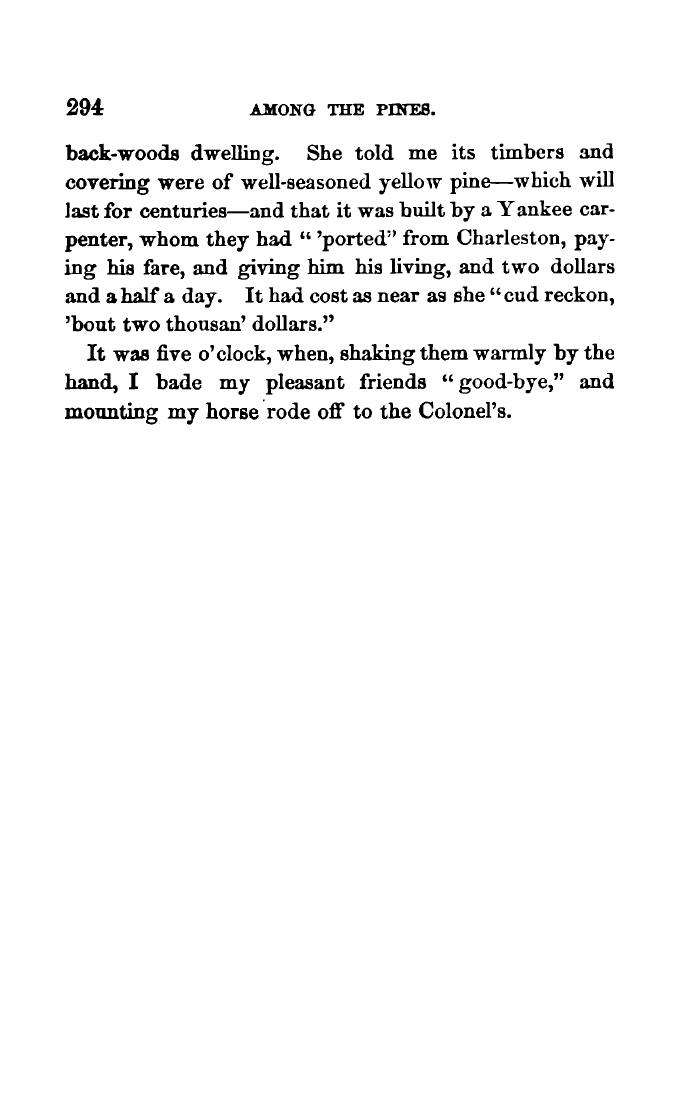 294 AMONG THE PINES.
back-woods dwelling. She told me its timbers and
covering were of well-seasoned yellow pine—which will
last for centuries—and that it was built by a Yankee car-
penter, whom they had “ ’ported” from Charleston, pay-
ing his fare, and giving him his living, and two dollars
and a half a day. It had cost as near as she “cud reckon,
’bout two thousan’ dollars.”
It was five o’clock, when, shaking them warmly by the
hand, I bade my pleasant friends “good-bye,” and
mounting my horse rode off to the Colonel’s.